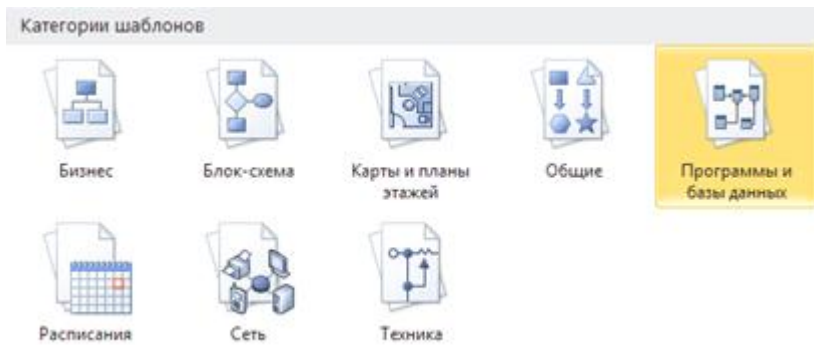 Категории шаблонов
Бизнес
Блок-схема
Карты и планы
этажей
Общие
Программы и
базы данных
Расписания
Сеть
Техника